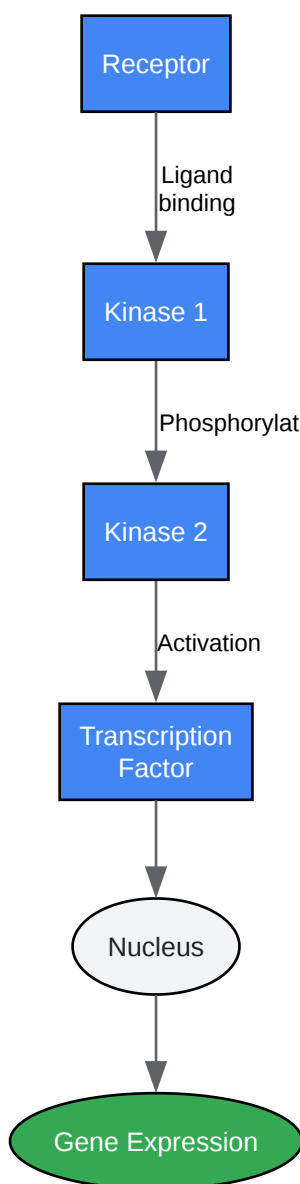 Receptor
Ligand
binding
Kinase 1
Phosphorylat
Kinase 2
Activation
Transcription
Factor
Nucleus
Gene Expression